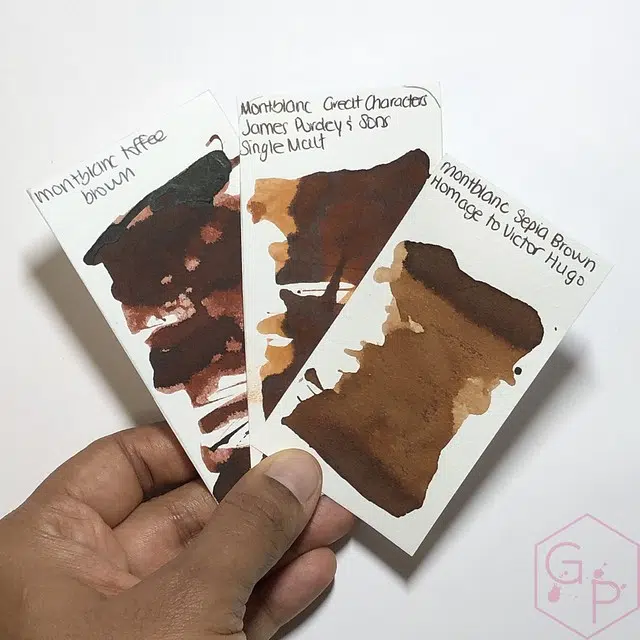 montblanc toffee
brown
Montblanc Great Characters
James Purdey & Sons
Single Malt
montblanc Sepia Brown
Homage to Victor Hugo
G
P